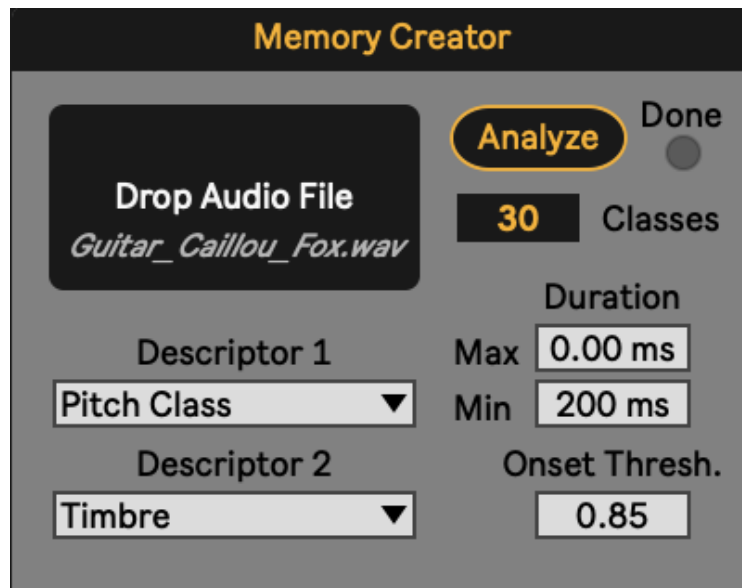 Memory Creator
Drop Audio File
Guitar_Caillou_Fox.wav
Analyze
Done
30 Classes
Duration
Max 0.00 ms
Min 200 ms
Descriptor 1
Pitch Class
Descriptor 2
Timbre
Onset Thresh.
0.85